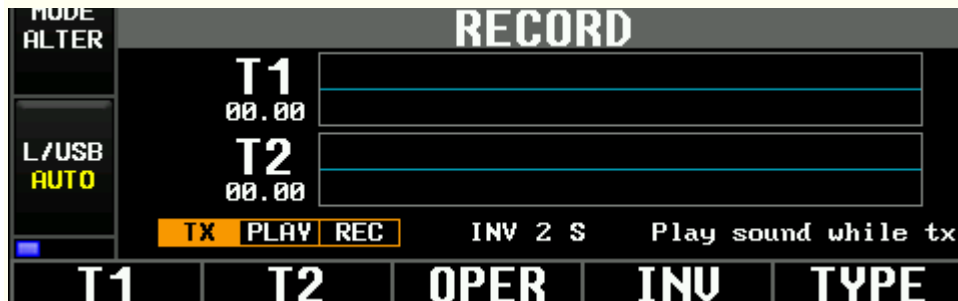 MODE
ALTER
RECORD
T1
00.00
L/USB
AUTO
T2
00.00
TX PLAY REC INV 2 S Play sound while tx
T1 T2 OPER INV TYPE